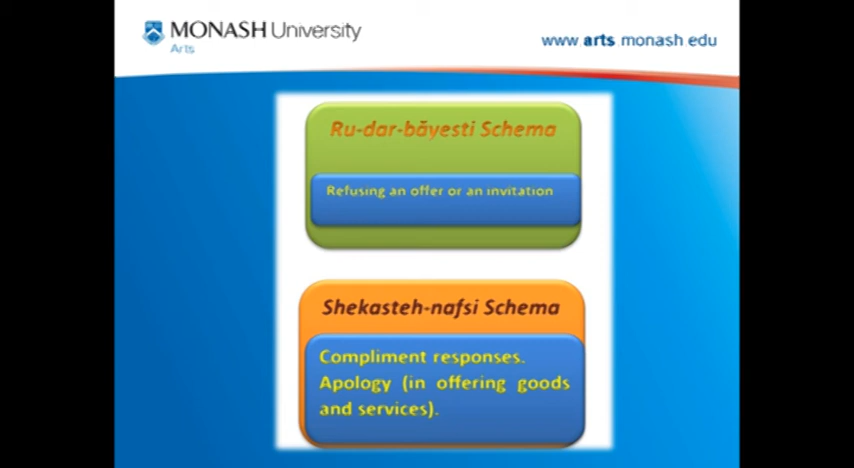 MONASH University
Arts
www arts monash edu
Ru-dar-bāyesti Schema
Refusing an offer or an invitation
Shekasteh-nafsi Schema
Compliment responses.
Apology (in offering goods
and services).